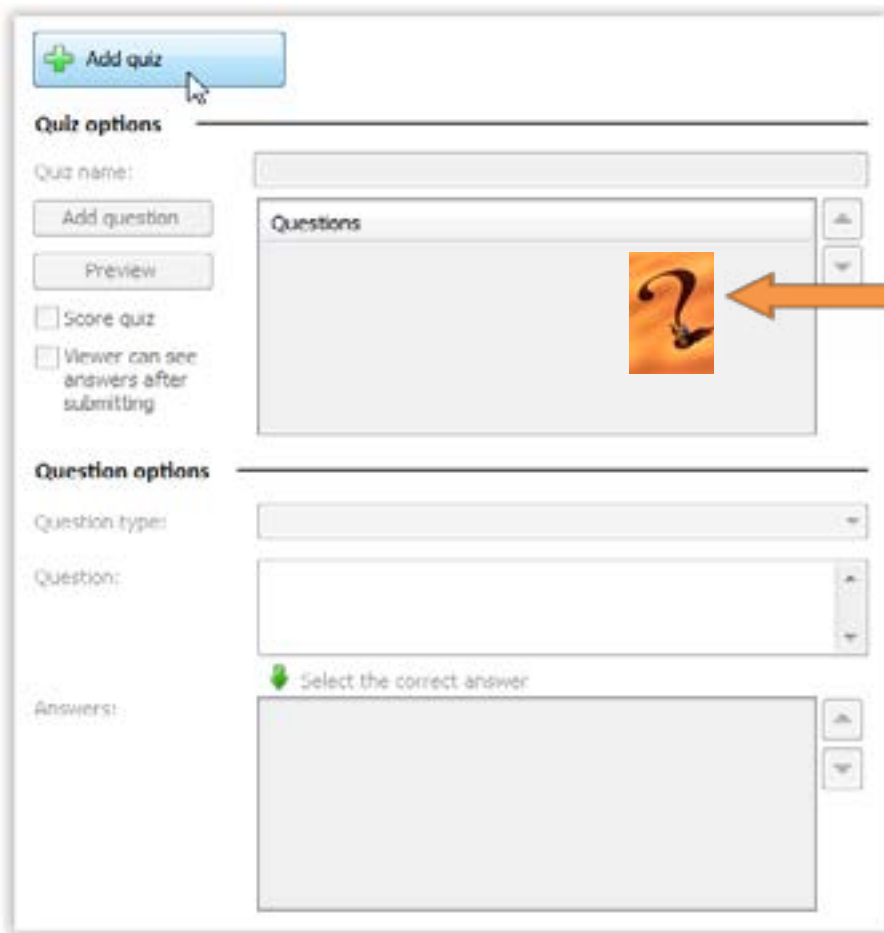 Add quiz
Quiz options
Quiz name:
Add question
Questions
Preview
Score quiz
Viewer can see
answers after
submitting
?
Question options
Question type:
Question:
Select the correct answer
Answers: